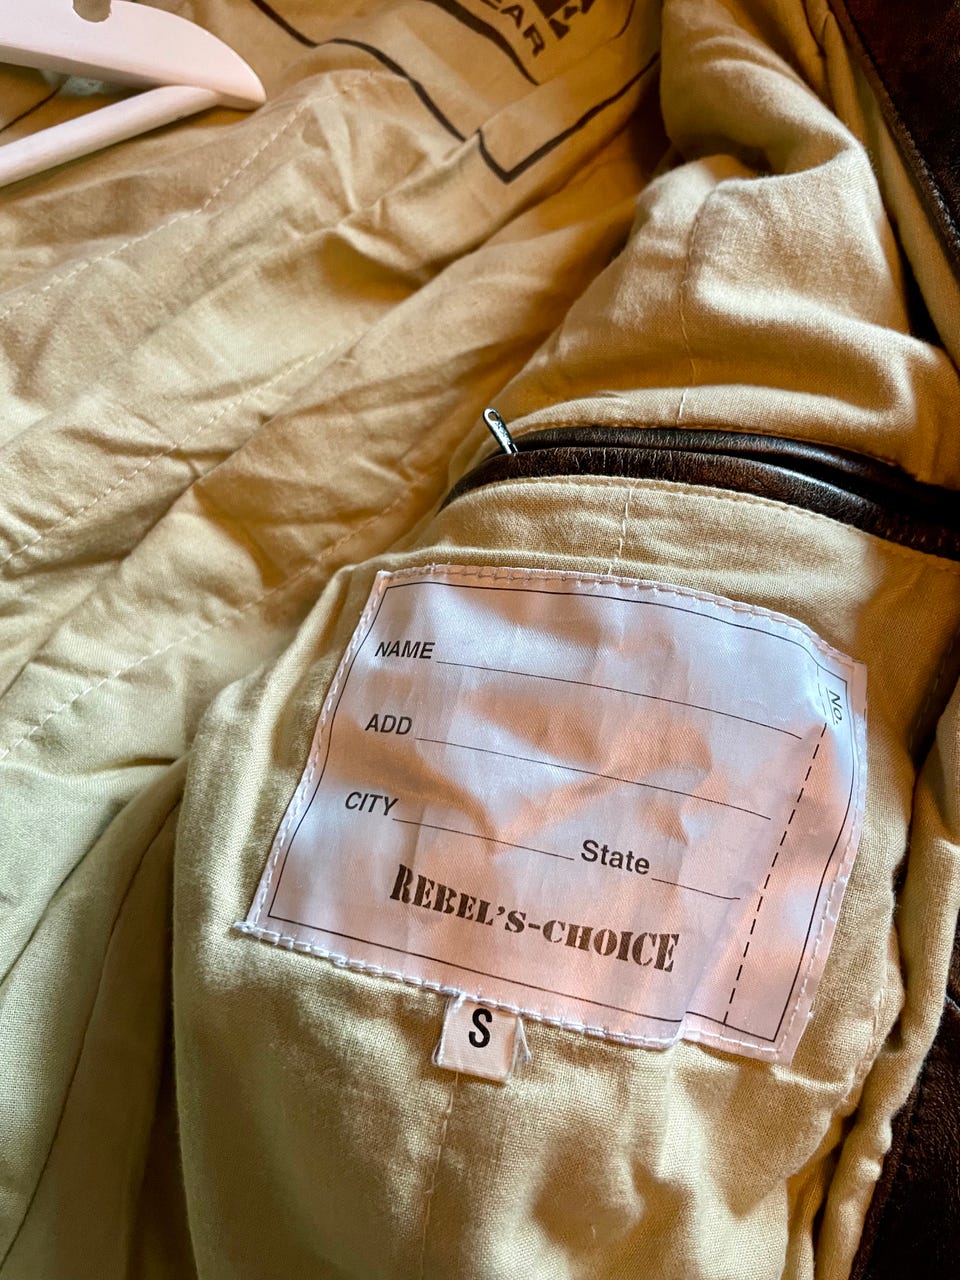 NAME
No.
ADD
CITY State
REBEL'S-CHOICE
S